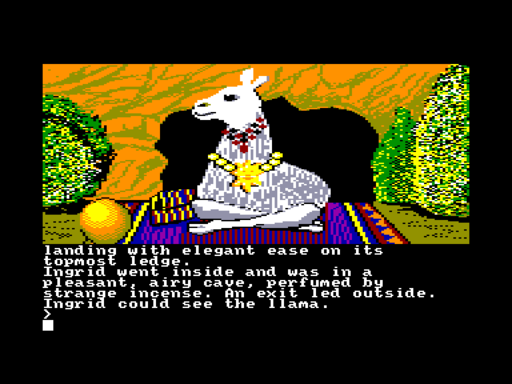 landing with elegant ease on its
topmost ledge.
Ingrid went inside and was in a
pleasant, airy cave, perfumed by
strange incense. An exit led outside.
Ingrid could see the llama.
>